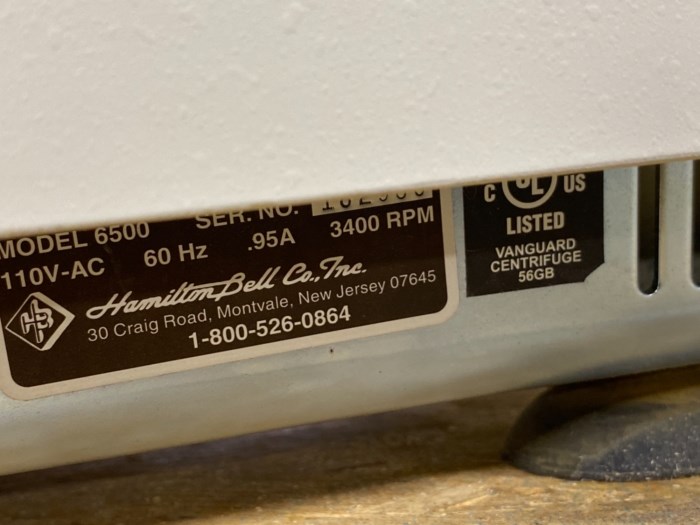 MODEL 6500 SER. NO.
110V-AC 60 Hz .95A 3400 RPM
HB Hamilton Bell Co., Inc.
30 Craig Road, Montvale, New Jersey 07645
1-800-526-0864
C UL US
LISTED
VANGUARD
CENTRIFUGE
56GB